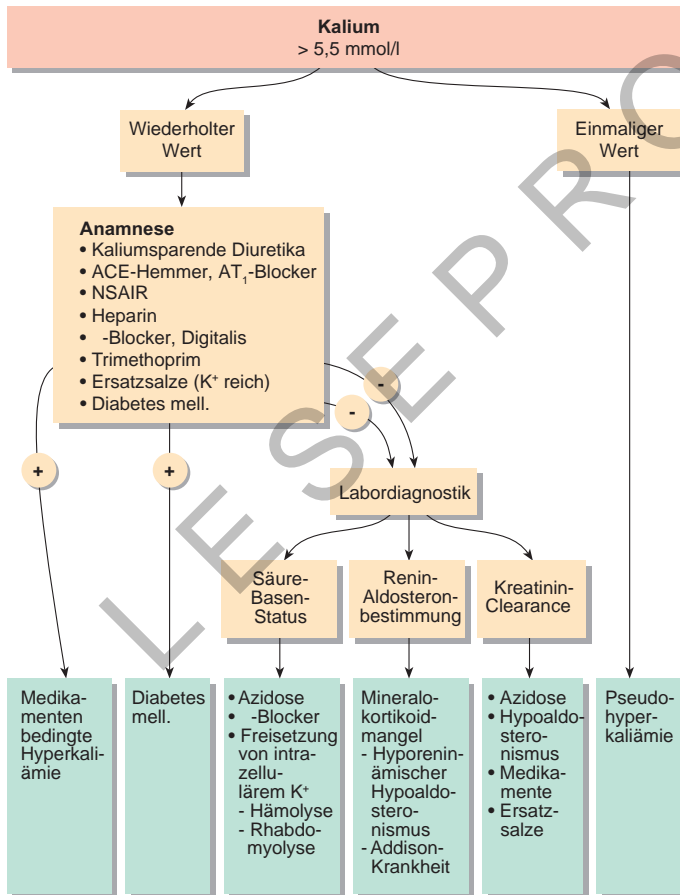 Kalium
> 5,5 mmol/l
Wiederholter
Wert
Einmaliger
Wert
Anamnese
• Kaliumsparende Diuretika
• ACE-Hemmer, AT₁-Blocker
• NSAIR
• Heparin
• -Blocker, Digitalis
• Trimethoprim
• Ersatzsalze (K⁺ reich)
• Diabetes mell.
-
-
+
+
Labordiagnostik
Säure-
Basen-
Status
Renin-
Aldosteron-
bestimmung
Kreatinin-
Clearance
Medika-
menten
bedingte
Hyperkali-
ämie
Diabetes
mell.
• Azidose
• -Blocker
• Freisetzung
von intra-
zellu-
lärem K⁺
- Hämolyse
- Rhabdo-
myolyse
Mineralo-
kortikoid-
mangel
- Hyporenin-
ämischer
Hypoaldo-
stero-
nismus
- Addison-
Krankheit
• Azidose
• Hypoaldo-
stero-
nismus
• Medika-
mente
• Ersatz-
salze
Pseudo-
hyper-
kaliämie
LESEPRO